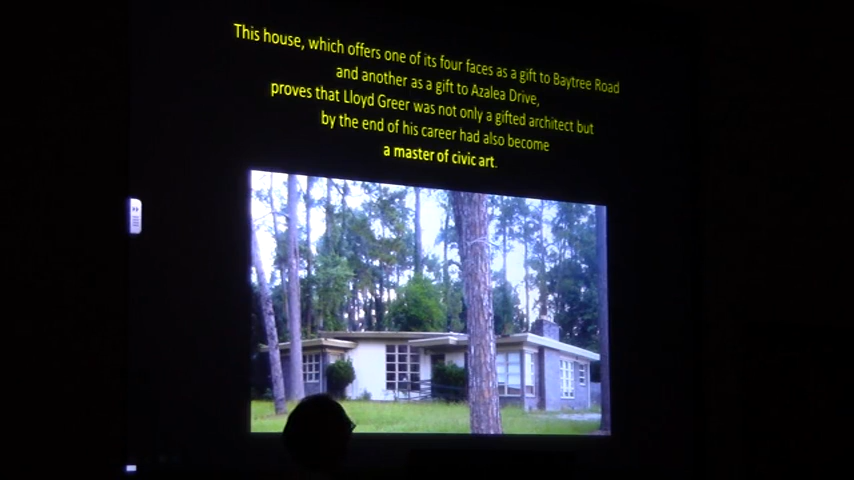 This house, which offers one of its four faces as a gift to Baytree Road
and another as a gift to Azalea Drive,
proves that Lloyd Greer was not only a gifted architect but
by the end of his career had also become
a master of civic art.